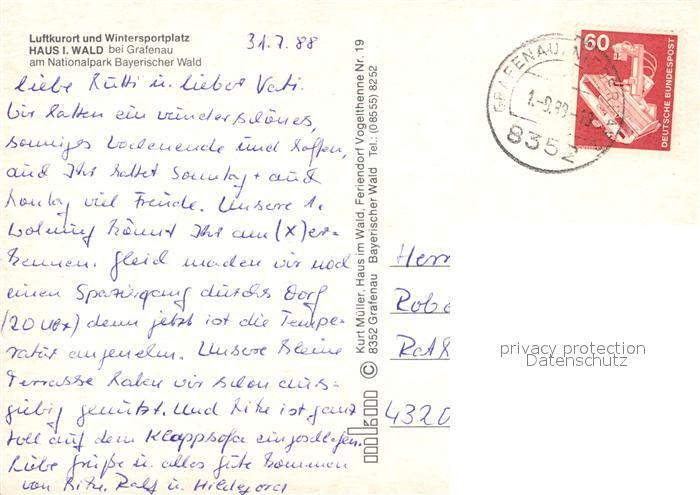 Luftkurort und Wintersportplatz
HAUS I. WALD bei Grafenau
am Nationalpark Bayerischer Wald
31.7.88
Liebe Mutti u. lieber Vati.
Wir hatten ein wunderschönes,
sonniges Wochenende und hoffen,
auch Ihr hattet Sonntag + auch
Montag viel Freude. Unsere 1.
Wohnung könnt Ihr am (x) er-
kennen. Gleich machen wir noch
einen Spaziergang durchs Dorf
(20 Uhr) denn jetzt ist die Tempe-
ratur angenehm. Unsere kleine
Terrasse haben wir schon aus-
giebig genutzt. Und Rike ist ganz
toll auf dem Klappsofa eingeschlafen.
Liebe Grüße u. alles gute kommen
von Rike, Ralf u. Hildegard
Kurt Müller, Haus im Wald, Feriendorf Vogelthenne Nr. 19
8352 Grafenau Bayerischer Wald Tel.: (08555) 8252
©
60
DEUTSCHE BUNDESPOST
GRAFENAU
8352
Herr
Robe
Rat
4320
privacy protection
Datenschutz